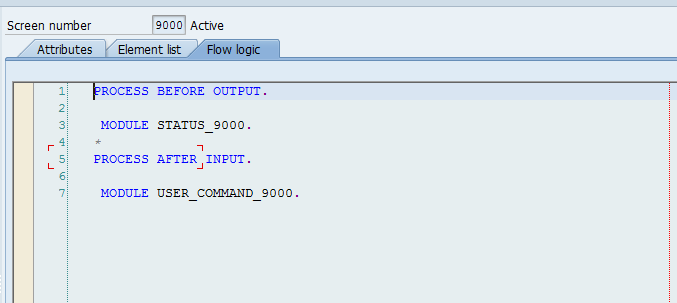 Screen number 9000 Active
Attributes Element list Flow logic
1 PROCESS BEFORE OUTPUT.
2
3 MODULE STATUS_9000.
4 *
5 PROCESS AFTER INPUT.
6
7 MODULE USER_COMMAND_9000.